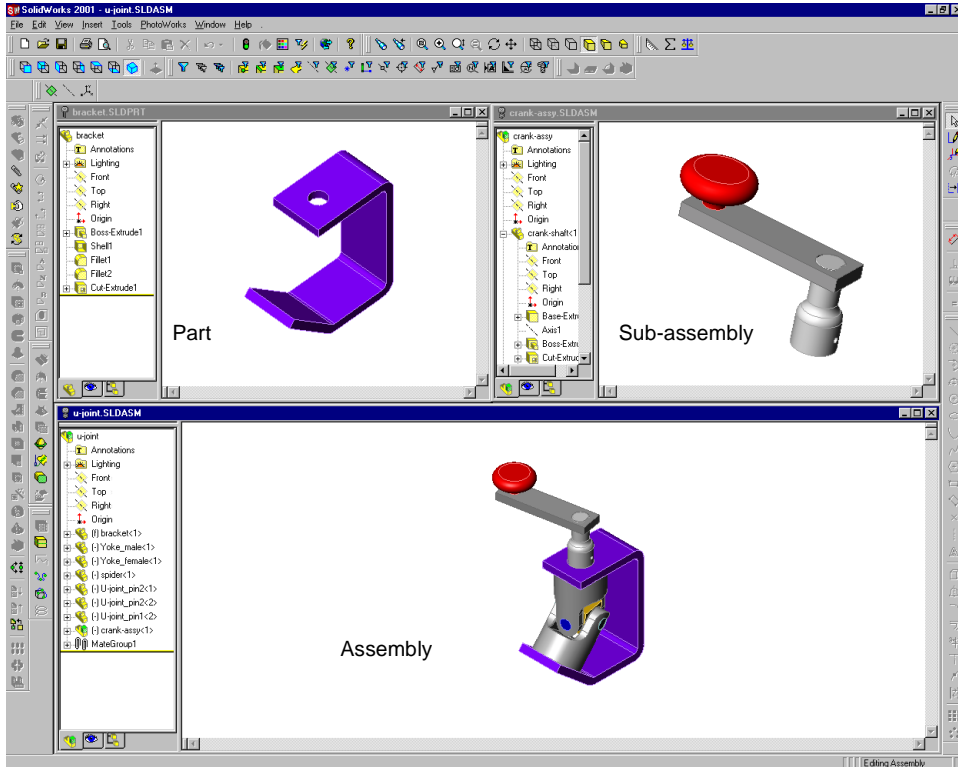 SolidWorks 2001 - u-joint.SLDASM
File Edit View Insert Tools PhotoWorks Window Help
bracket.SLDPRT
bracket
Annotations
Lighting
Front
Top
Right
Origin
Boss-Extrude1
Shell1
Fillet1
Fillet2
Cut-Extrude1
Part
crank-assy.SLDASM
crank-assy
Annotations
Lighting
Front
Top
Right
Origin
crank-shaft<1
Annotation
Front
Top
Right
Origin
Base-Extr
Axis1
Boss-Extru
Cut-Extruc
Sub-assembly
u-joint.SLDASM
u-joint
Annotations
Lighting
Front
Top
Right
Origin
(f) bracket<1>
(-) Yoke_male<1>
(-) Yoke_female<1>
(-) spider<1>
(-) U-joint_pin2<1>
(-) U-joint_pin2<2>
(-) U-joint_pin1<2>
(-) crank-assy<1>
MateGroup1
Assembly
Editing Assembly